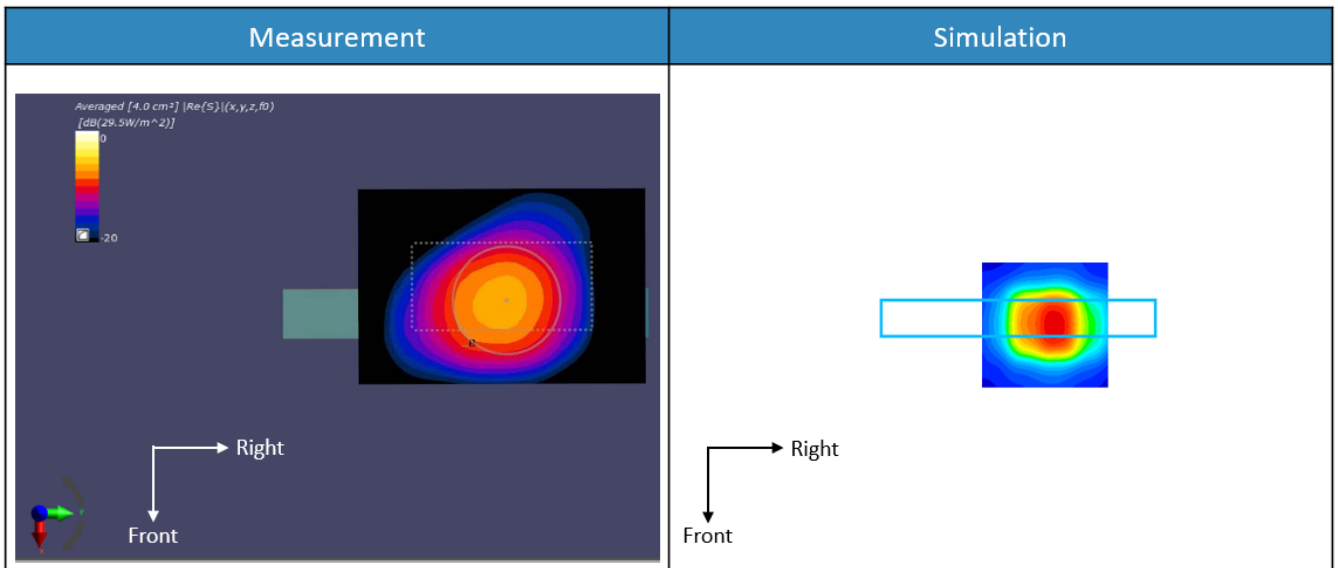 Measurement
Simulation
Averaged [4.0 cm²] |Re{S}|(x,y,z,f0)
[dB(29.5W/m^2)]
0
-20
Right
Front
Right
Front